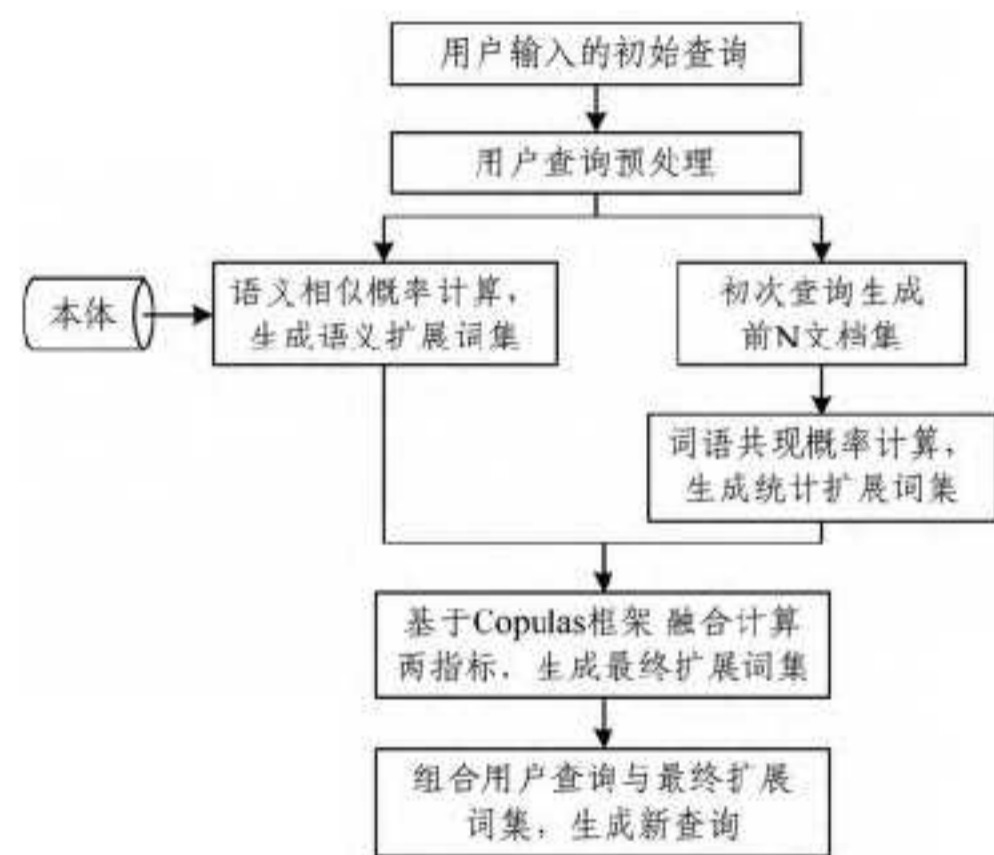 用户输入的初始查询
用户查询预处理
本体
语义相似概率计算，
生成语义扩展词集
初次查询生成
前N文档集
词语共现概率计算，
生成统计扩展词集
基于Copulas框架 融合计算
两指标，生成最终扩展词集
组合用户查询与最终扩展
词集，生成新查询